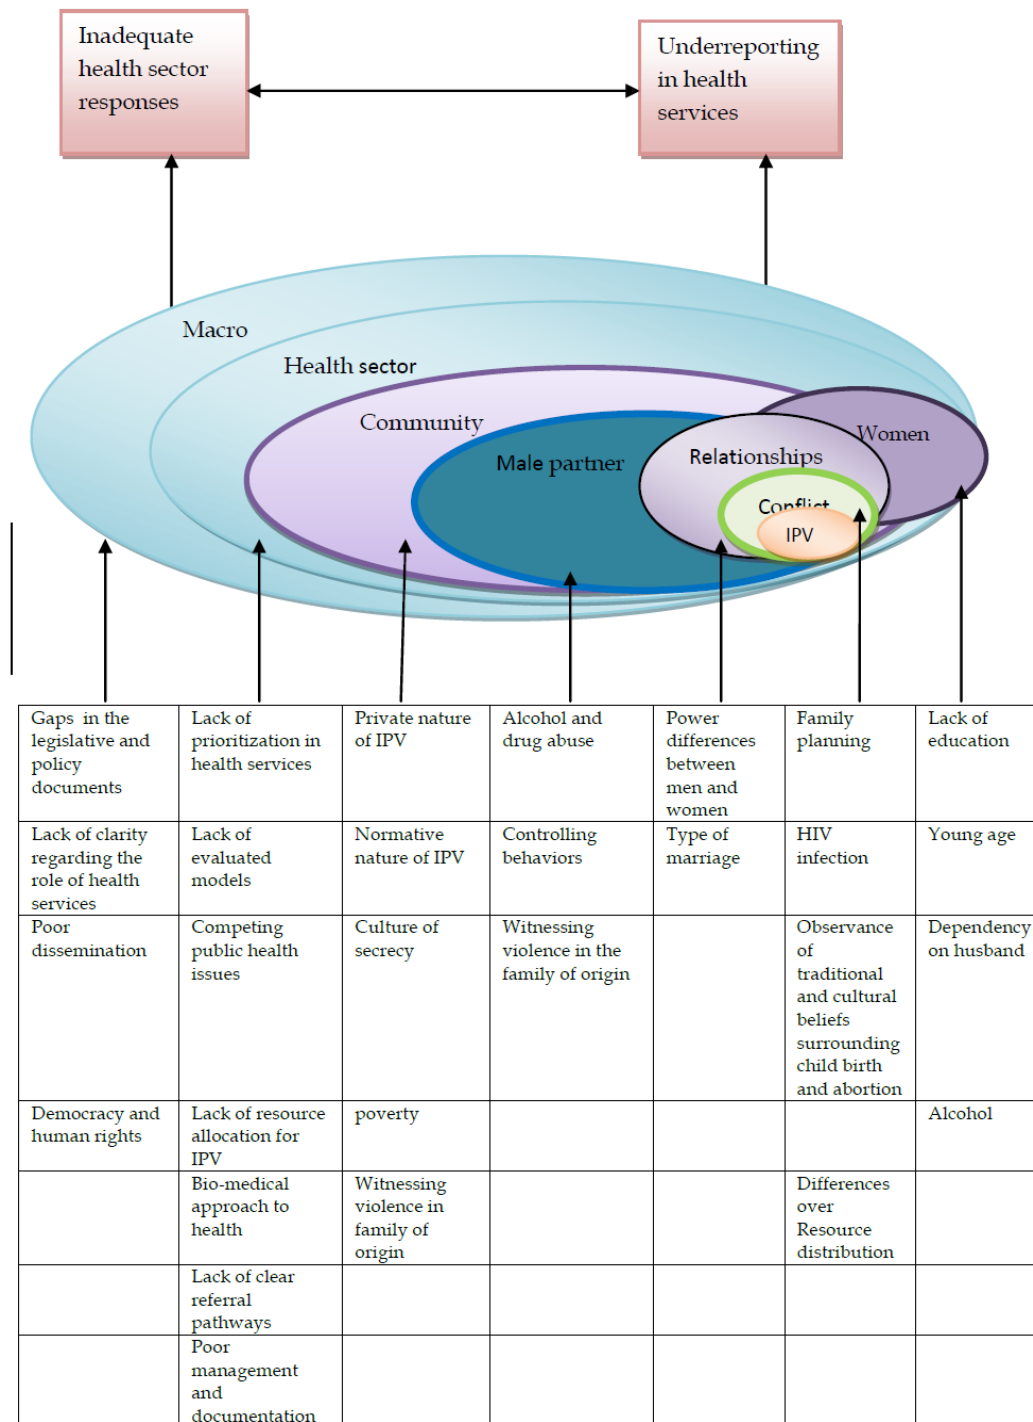 Inadequate
health sector
responses
Underreporting
in health
services
Macro
Health sector
Community
Male partner
Relationships
Women
Conflict
IPV
Gaps in the
legislative and
policy
documents
Lack of
prioritization in
health services
Private nature
of IPV
Alcohol and
drug abuse
Power
differences
between
men and
women
Family
planning
Lack of
education
Lack of clarity
regarding the
role of health
services
Lack of
evaluated
models
Normative
nature of IPV
Controlling
behaviors
Type of
marriage
HIV
infection
Young age
Poor
dissemination
Competing
public health
issues
Culture of
secrecy
Witnessing
violence in the
family of origin
Observance
of
traditional
and cultural
beliefs
surrounding
child birth
and abortion
Dependency
on husband
Democracy and
human rights
Lack of resource
allocation for
IPV
poverty
Alcohol
Bio-medical
approach to
health
Witnessing
violence in
family of
origin
Differences
over
Resource
distribution
Lack of clear
referral
pathways
Poor
management
and
documentation